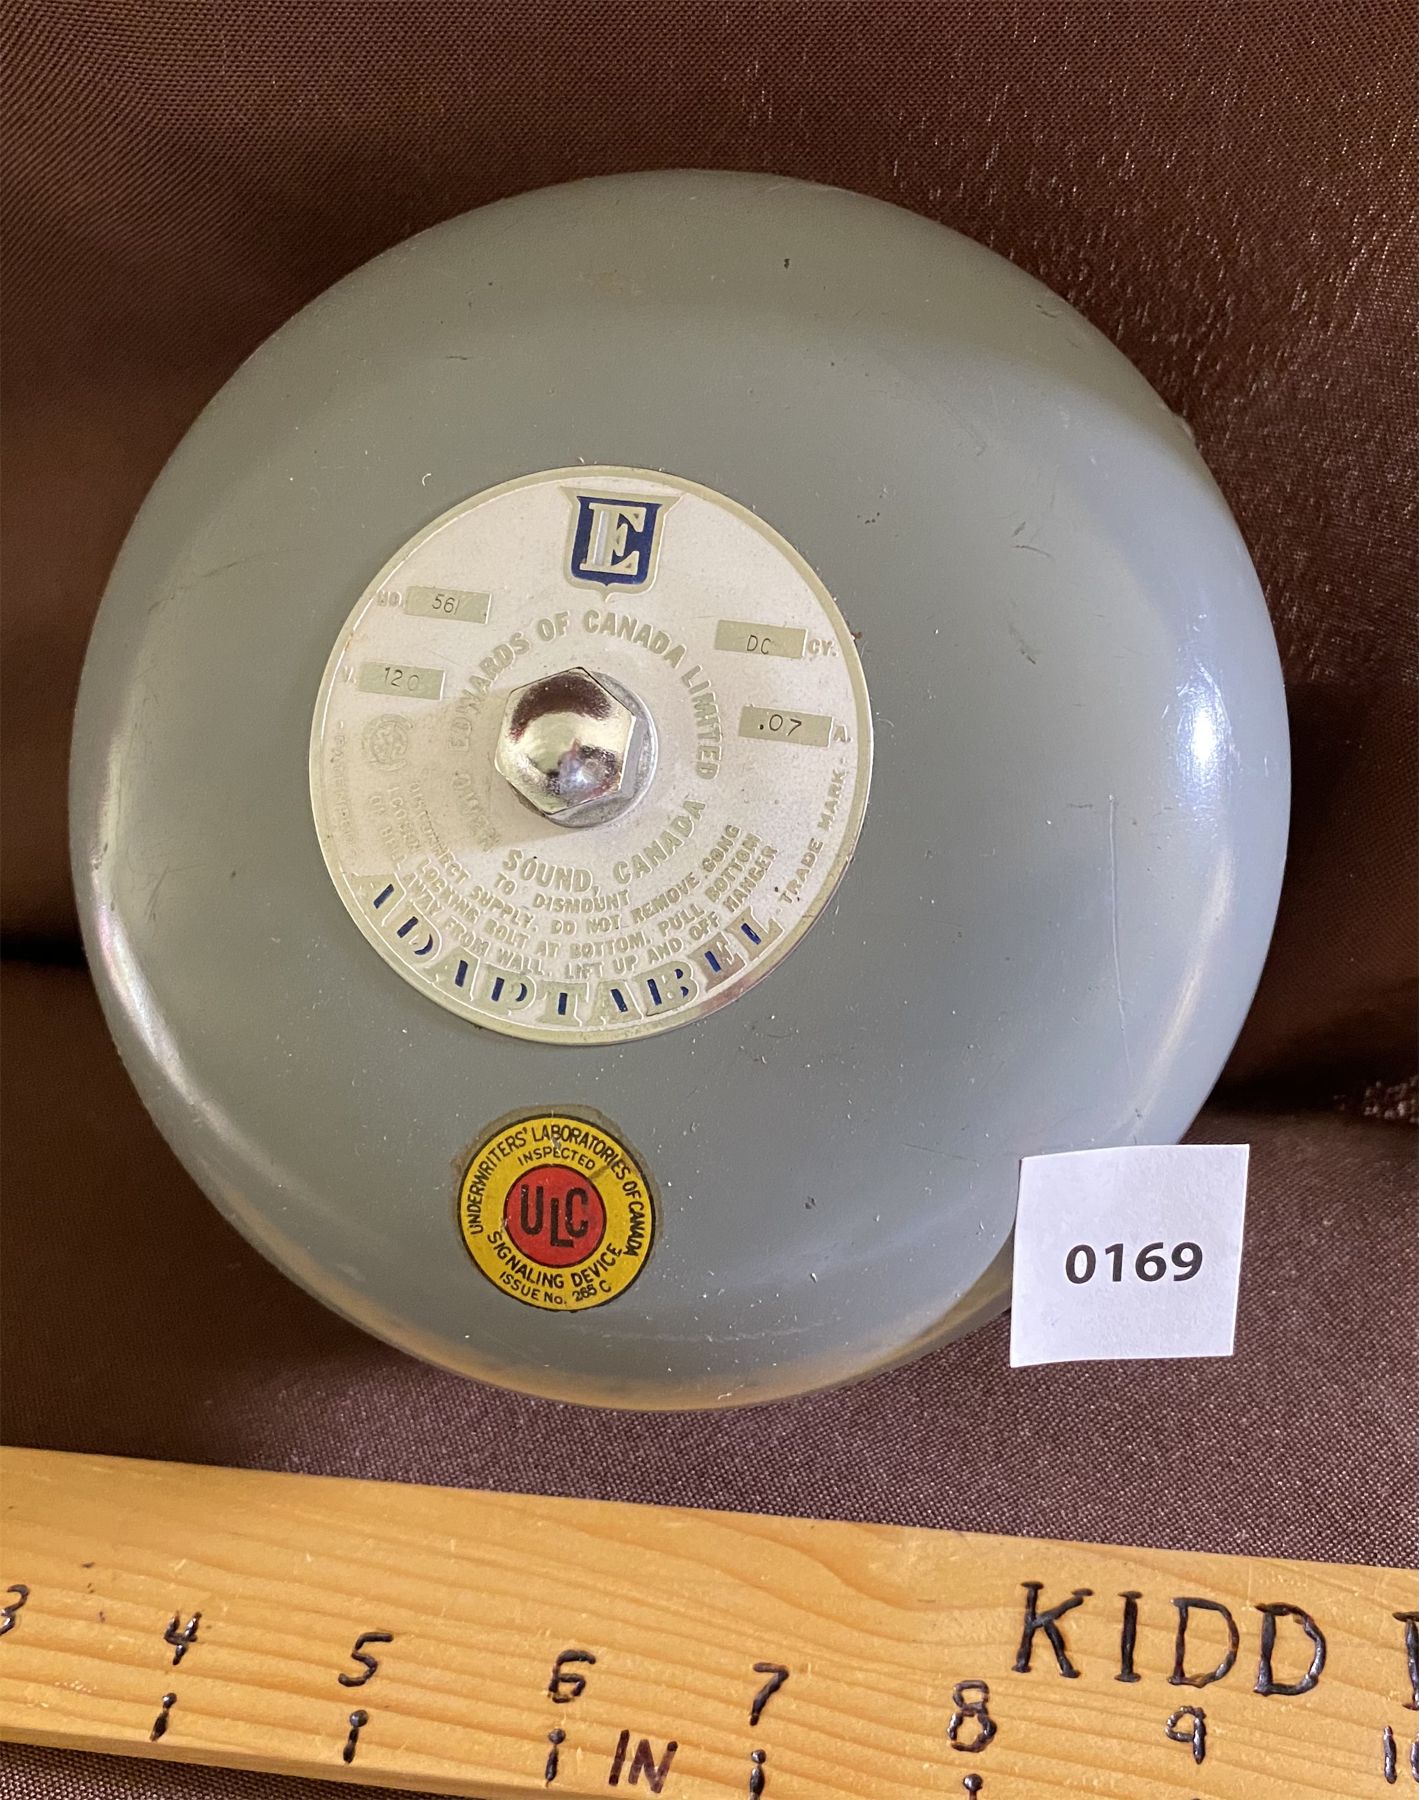 E
NO. 561
DC CY.
V. 120
.07 A.
EDWARDS OF CANADA LIMITED
OWEN SOUND, CANADA
TO DISMOUNT
DISCONNECT SUPPLY. DO NOT REMOVE GONG
LOOSEN LOCKING BOLT AT BOTTOM, PULL BOTTOM
OF BELL AWAY FROM WALL, LIFT UP AND OFF HANGER
ADAPTABEL
- TRADE MARK -
UNDERWRITERS' LABORATORIES OF CANADA
INSPECTED
ULC
SIGNALING DEVICE
ISSUE No. 265 C
0169
KIDD
3 4 5 6 7 8 9 10
IN